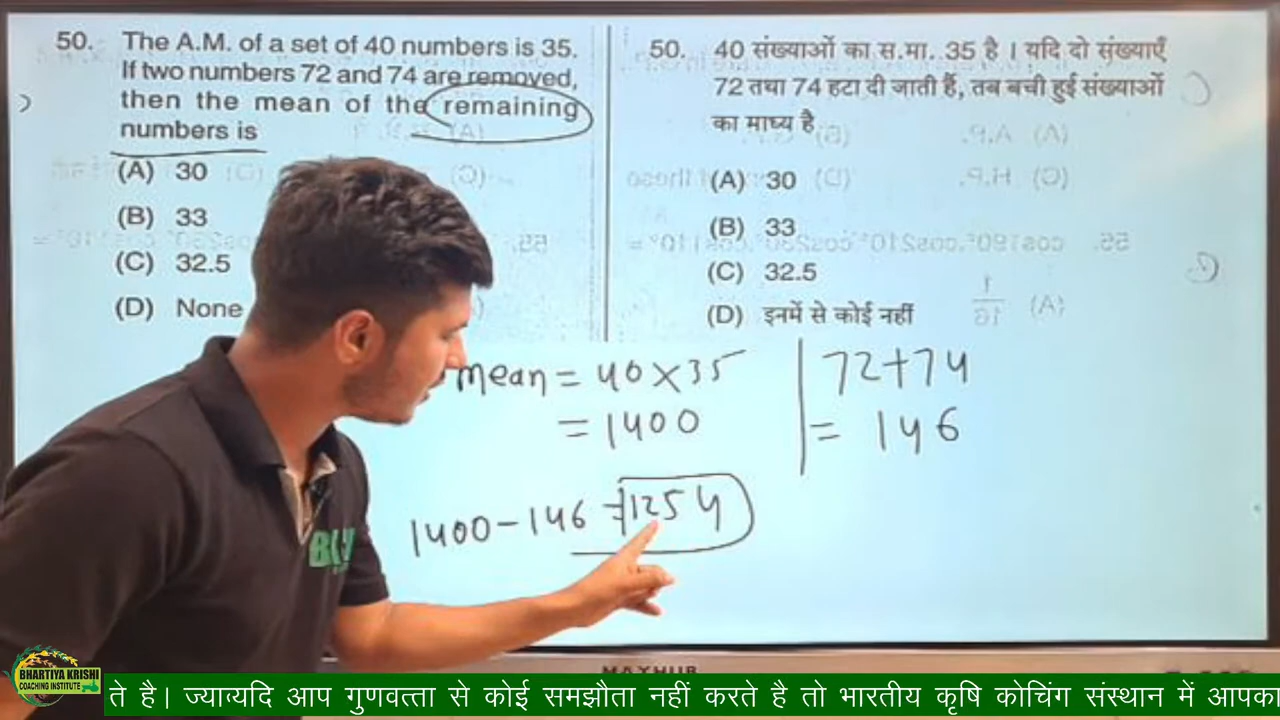 50. The A.M. of a set of 40 numbers is 35.
If two numbers 72 and 74 are removed,
then the mean of the remaining
numbers is
(A) 30
(B) 33
(C) 32.5
(D) None
50. 40 संख्याओं का स.मा. 35 है । यदि दो संख्याएँ
72 तथा 74 हटा दी जाती हैं, तब बची हुई संख्याओं
का माध्य है
(A) 30
(B) 33
(C) 32.5
(D) इनमें से कोई नहीं
mean = 40 × 35
= 1400
72+74
= 146
1400 - 146 = 1254
BHARTIYA KRISHI
COACHING INSTITUTE
ते है। ज्याग्यदि आप गुणवत्ता से कोई समझौता नहीं करते है तो भारतीय कृषि कोचिंग संस्थान में आपका